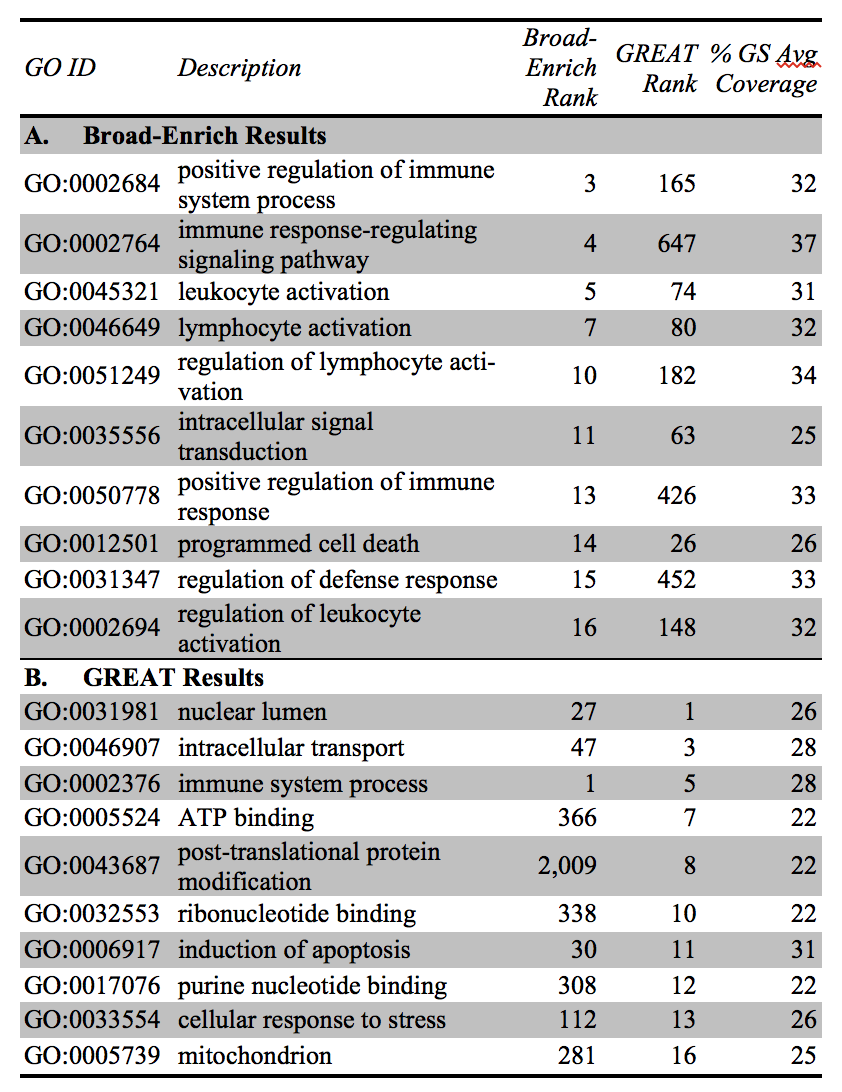 GO ID Description Broad-Enrich Rank GREAT Rank % GS Avg Coverage
A. Broad-Enrich Results
GO:0002684 positive regulation of immune system process 3 165 32
GO:0002764 immune response-regulating signaling pathway 4 647 37
GO:0045321 leukocyte activation 5 74 31
GO:0046649 lymphocyte activation 7 80 32
GO:0051249 regulation of lymphocyte acti-vation 10 182 34
GO:0035556 intracellular signal transduction 11 63 25
GO:0050778 positive regulation of immune response 13 426 33
GO:0012501 programmed cell death 14 26 26
GO:0031347 regulation of defense response 15 452 33
GO:0002694 regulation of leukocyte activation 16 148 32
B. GREAT Results
GO:0031981 nuclear lumen 27 1 26
GO:0046907 intracellular transport 47 3 28
GO:0002376 immune system process 1 5 28
GO:0005524 ATP binding 366 7 22
GO:0043687 post-translational protein modification 2,009 8 22
GO:0032553 ribonucleotide binding 338 10 22
GO:0006917 induction of apoptosis 30 11 31
GO:0017076 purine nucleotide binding 308 12 22
GO:0033554 cellular response to stress 112 13 26
GO:0005739 mitochondrion 281 16 25